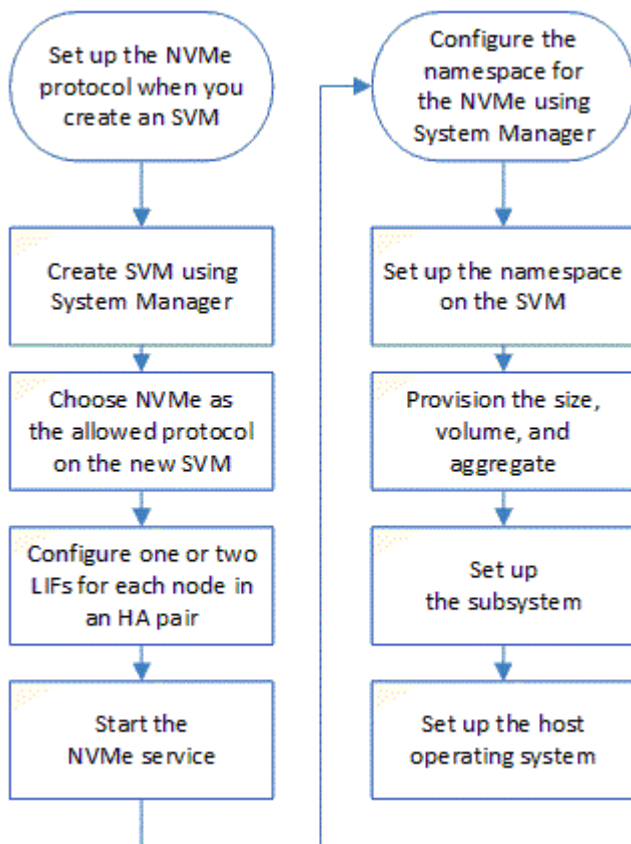 Set up the NVMe
protocol when you
create an SVM
Create SVM using
System Manager
Choose NVMe as
the allowed protocol
on the new SVM
Configure one or two
LIFs for each node in
an HA pair
Start the
NVMe service
Configure the
namespace for
the NVMe using
System Manager
Set up the namespace
on the SVM
Provision the size,
volume, and
aggregate
Set up
the subsystem
Set up the host
operating system